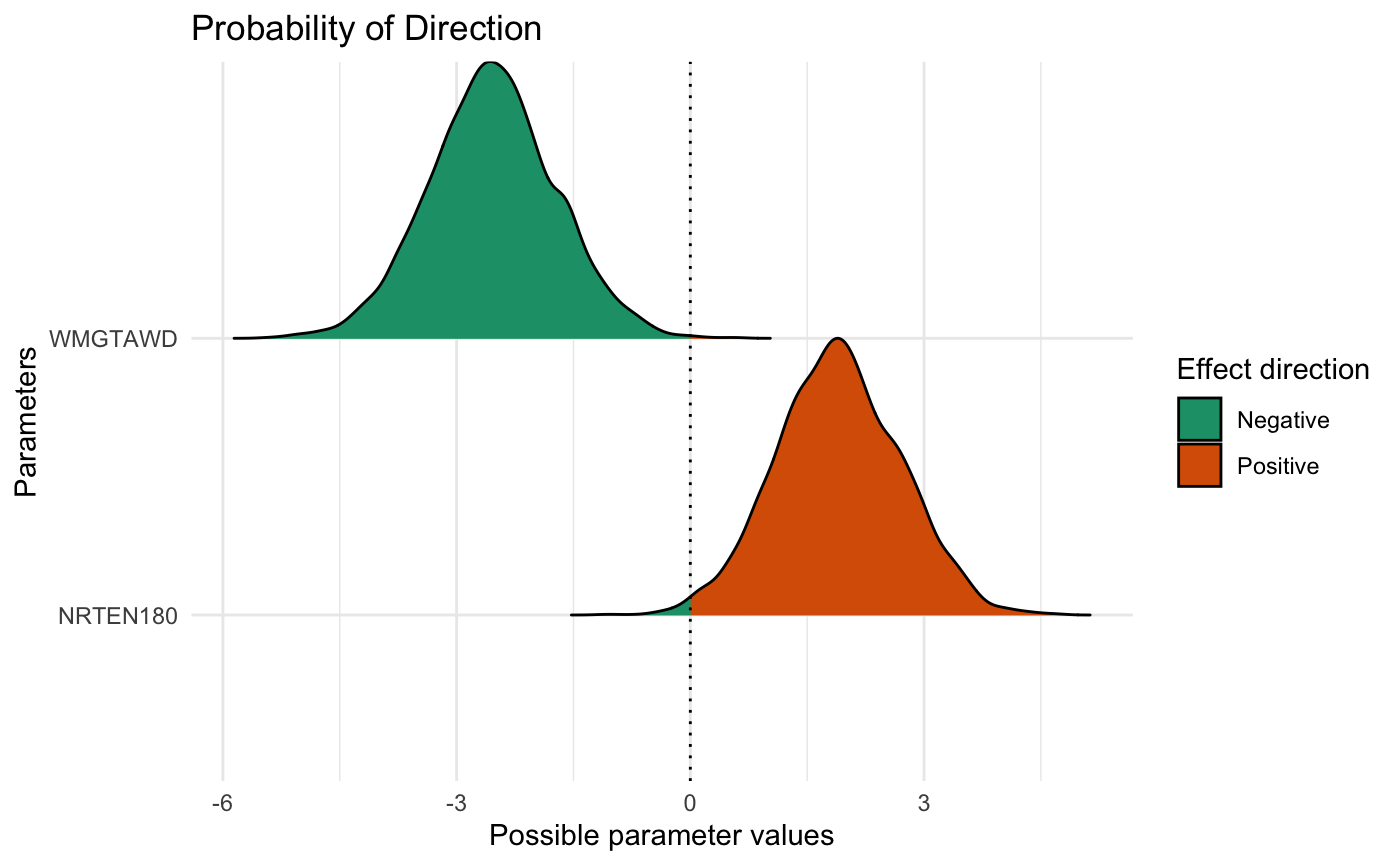 Probability of Direction
WMGTAWD
NRTEN180
Parameters
-6
-3
0
3
Possible parameter values
Effect direction
Negative
Positive